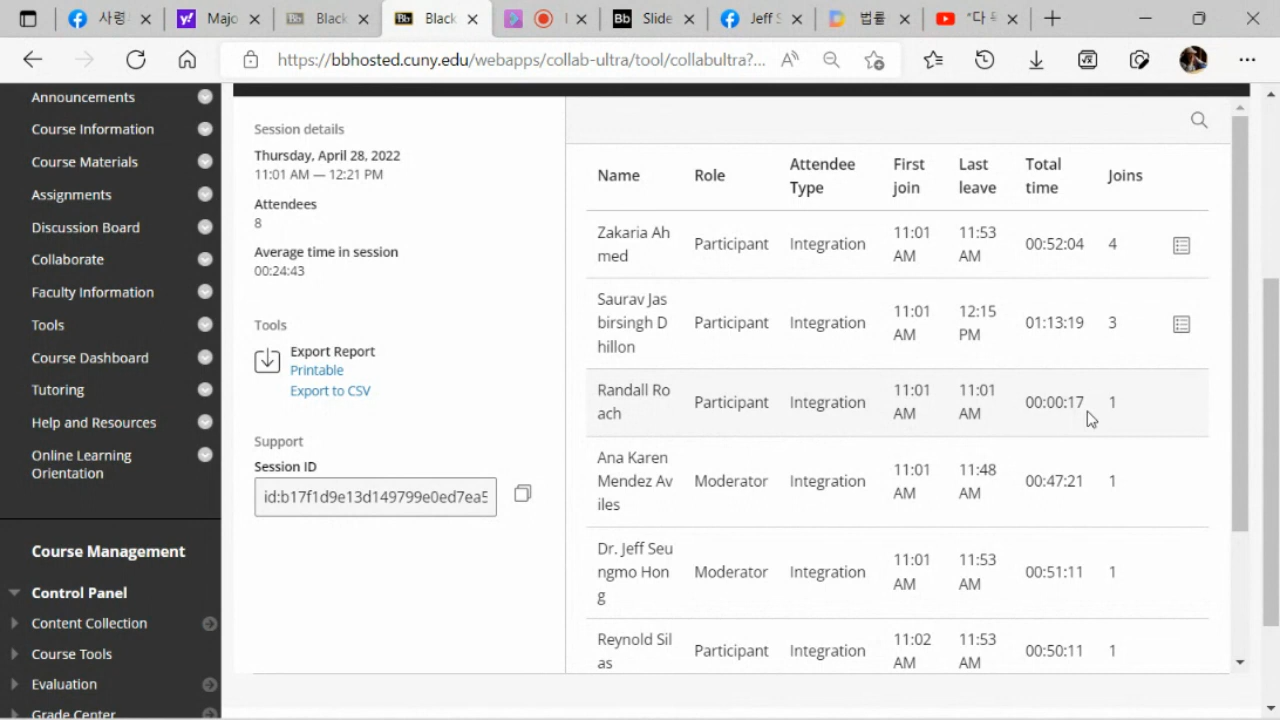 사령
Majo
Black
Black
Slide
Jeff S
법률
"다
https://bbhosted.cuny.edu/webapps/collab-ultra/tool/collabultra?...
Announcements
Course Information
Course Materials
Assignments
Discussion Board
Collaborate
Faculty Information
Tools
Course Dashboard
Tutoring
Help and Resources
Online Learning
Orientation
Course Management
Control Panel
Content Collection
Course Tools
Evaluation
Grade Center
Session details
Thursday, April 28, 2022
11:01 AM — 12:21 PM
Attendees
8
Average time in session
00:24:43
Tools
Export Report
Printable
Export to CSV
Support
Session ID
id:b17f1d9e13d149799e0ed7ea5
Name
Role
Attendee
Type
First
join
Last
leave
Total
time
Joins
Zakaria Ah
med
Participant
Integration
11:01
AM
11:53
AM
00:52:04
4
Saurav Jas
birsingh D
hillon
Participant
Integration
11:01
AM
12:15
PM
01:13:19
3
Randall Ro
ach
Participant
Integration
11:01
AM
11:01
AM
00:00:17
1
Ana Karen
Mendez Av
iles
Moderator
Integration
11:01
AM
11:48
AM
00:47:21
1
Dr. Jeff Seu
ngmo Hon
g
Moderator
Integration
11:01
AM
11:53
AM
00:51:11
1
Reynold Sil
as
Participant
Integration
11:02
AM
11:53
AM
00:50:11
1